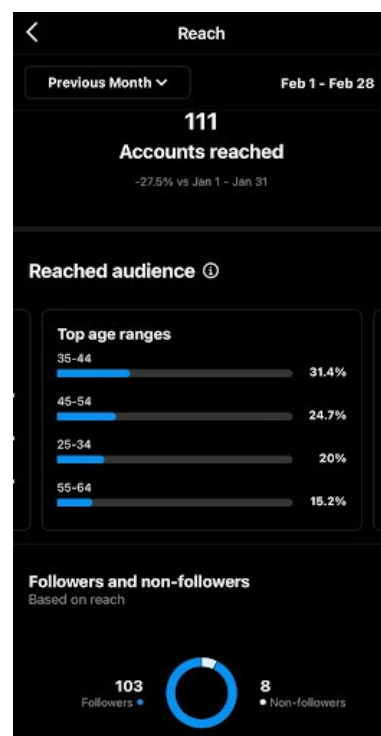 Reach
Previous Month
Feb 1 - Feb 28
111
Accounts reached
-27.5% vs Jan 1 - Jan 31
Reached audience
Top age ranges
35-44
31.4%
45-54
24.7%
25-34
20%
55-64
15.2%
Followers and non-followers
Based on reach
103
Followers
8
Non-followers